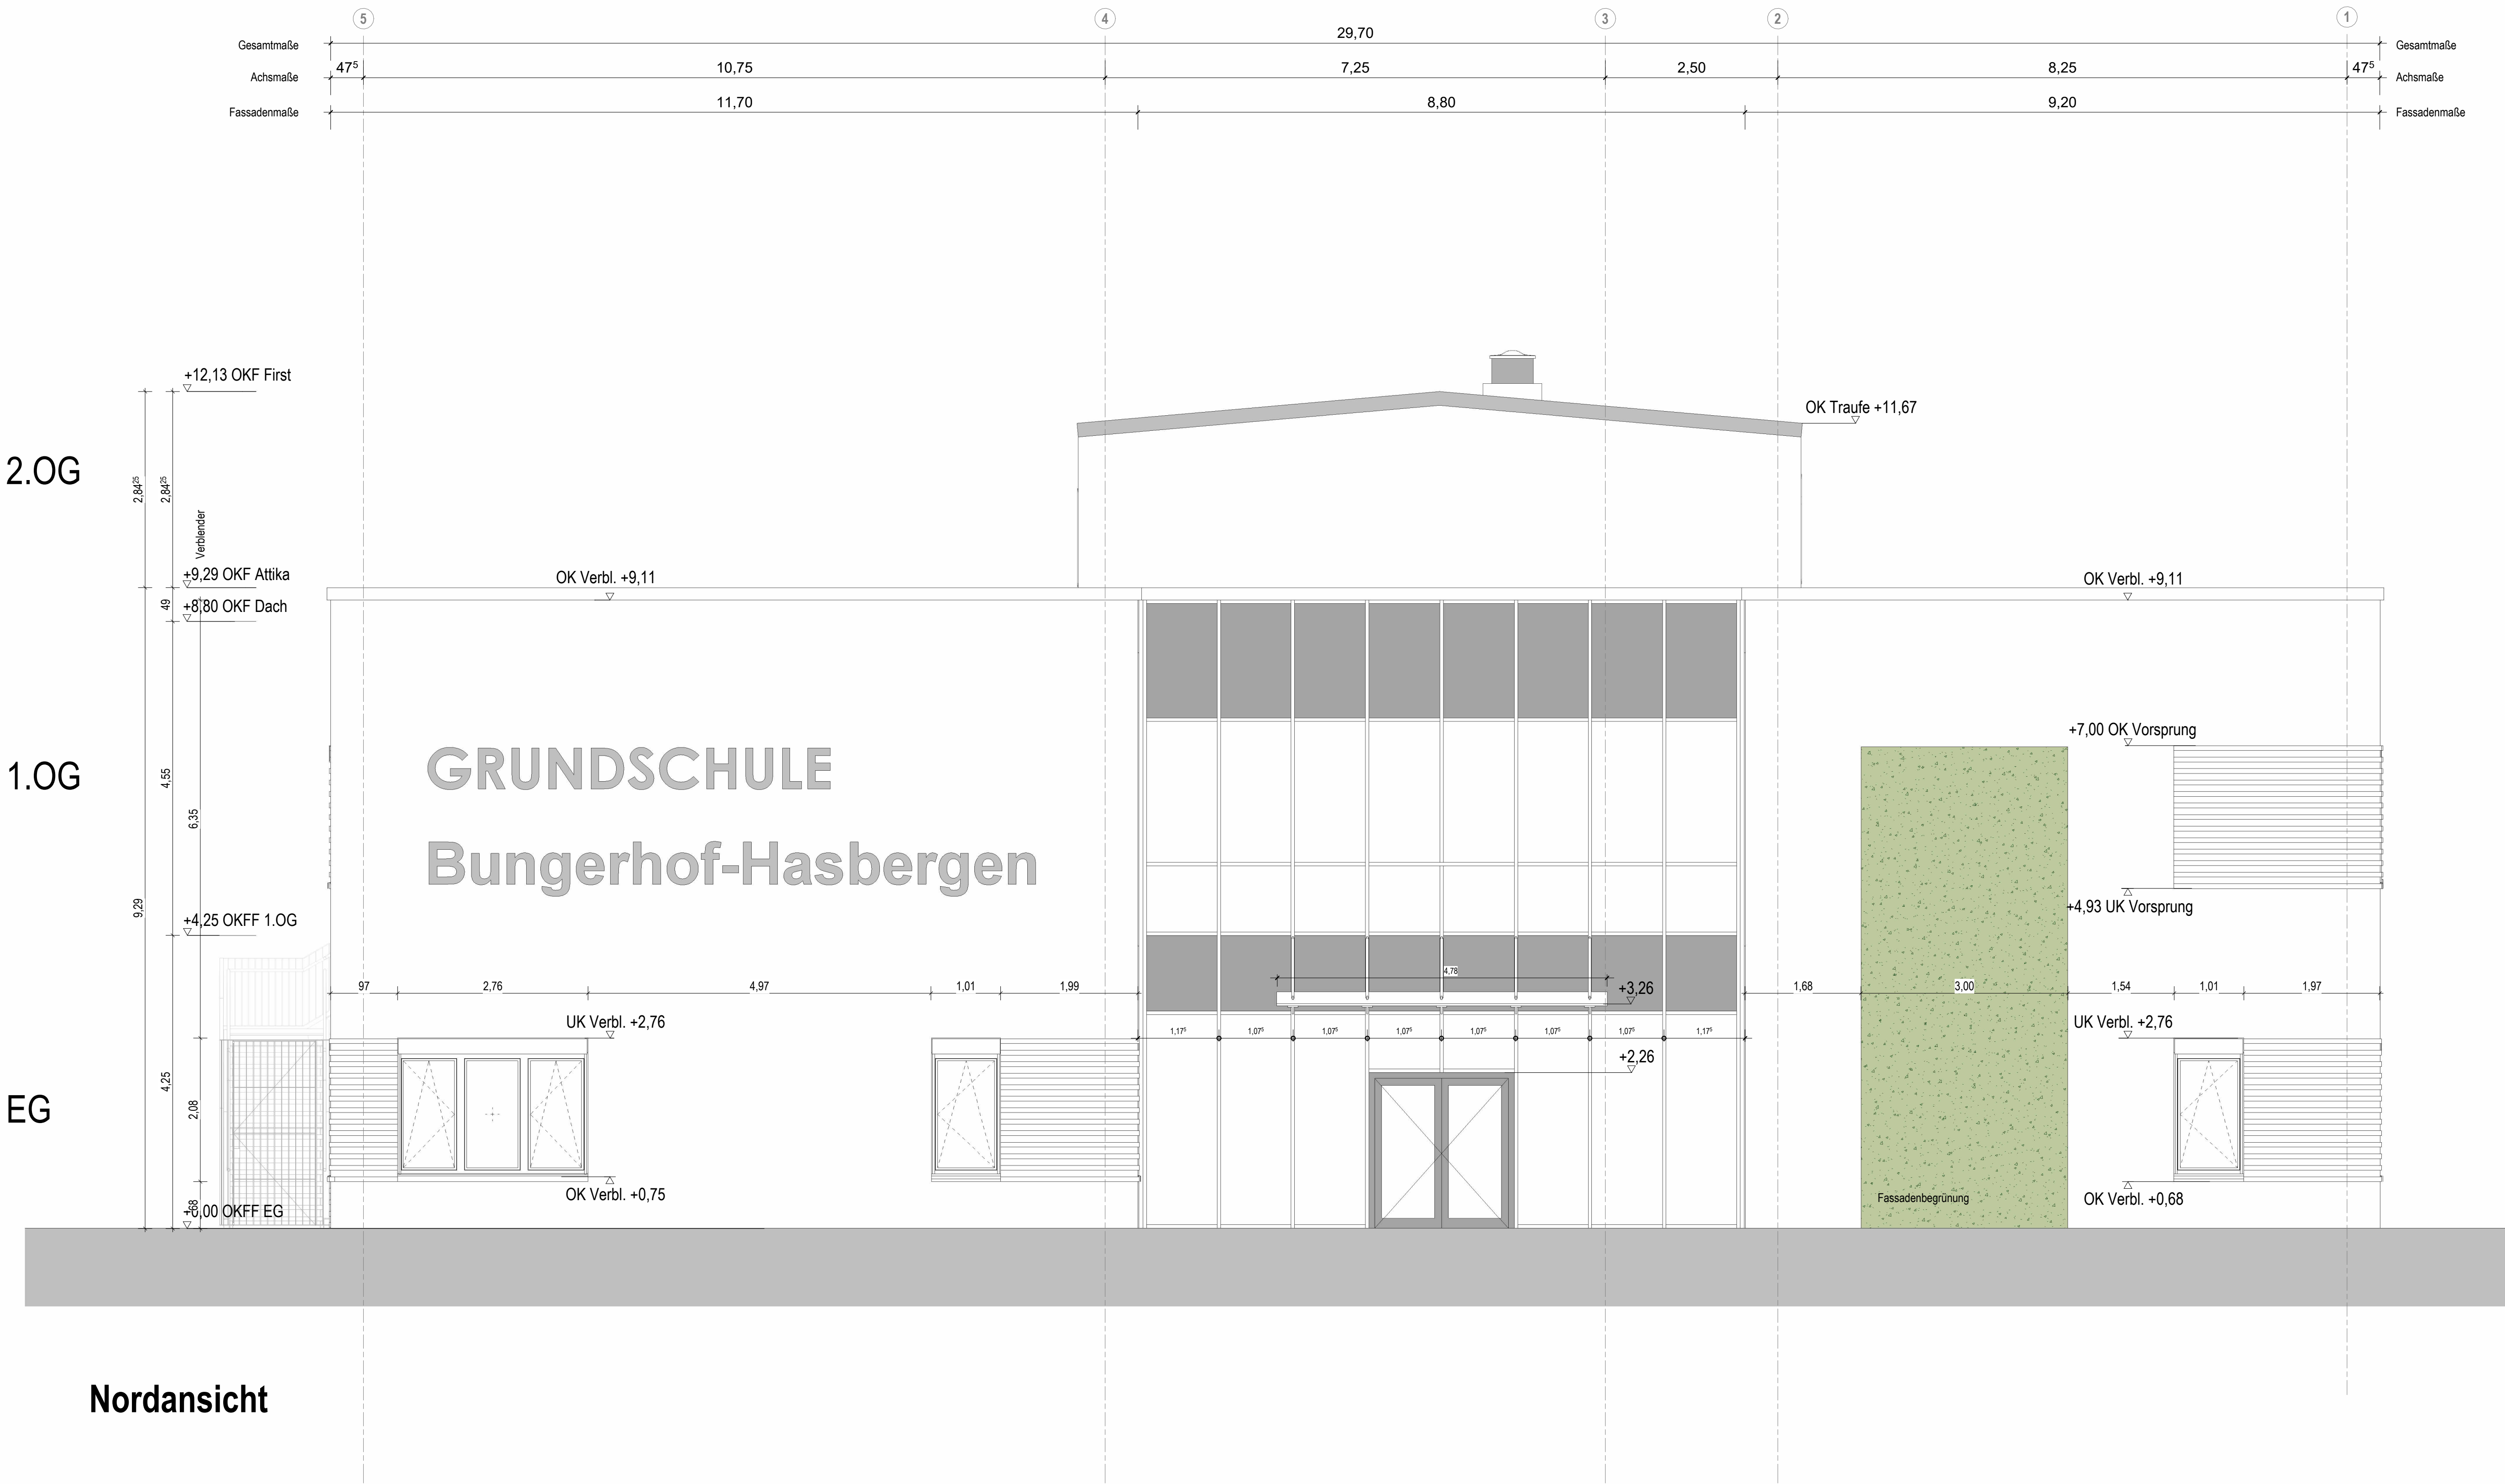 5 4 3 2 1
Gesamtmaße 29,70 Gesamtmaße
Achsmaße 47⁵ 10,75 7,25 2,50 8,25 47⁵ Achsmaße
Fassadenmaße 11,70 8,80 9,20 Fassadenmaße
+12,13 OKF First
OK Traufe +11,67
2.OG
2,84²⁵ 2,84²⁵
Verblender
+9,29 OKF Attika
OK Verbl. +9,11
OK Verbl. +9,11
49
+8,80 OKF Dach
+7,00 OK Vorsprung
GRUNDSCHULE
1.OG
4,55
6,35
Bungerhof-Hasbergen
9,29
+4,25 OKFF 1.OG
+4,93 UK Vorsprung
4,78
97 2,76 4,97 1,01 1,99
+3,26
1,68 3,00 1,54 1,01 1,97
UK Verbl. +2,76
UK Verbl. +2,76
1,17⁵ 1,07⁵ 1,07⁵ 1,07⁵ 1,07⁵ 1,07⁵ 1,07⁵ 1,17⁵
+2,26
4,25
EG
2,08
OK Verbl. +0,75
Fassadenbegrünung
OK Verbl. +0,68
68
OKFF EG
Nordansicht